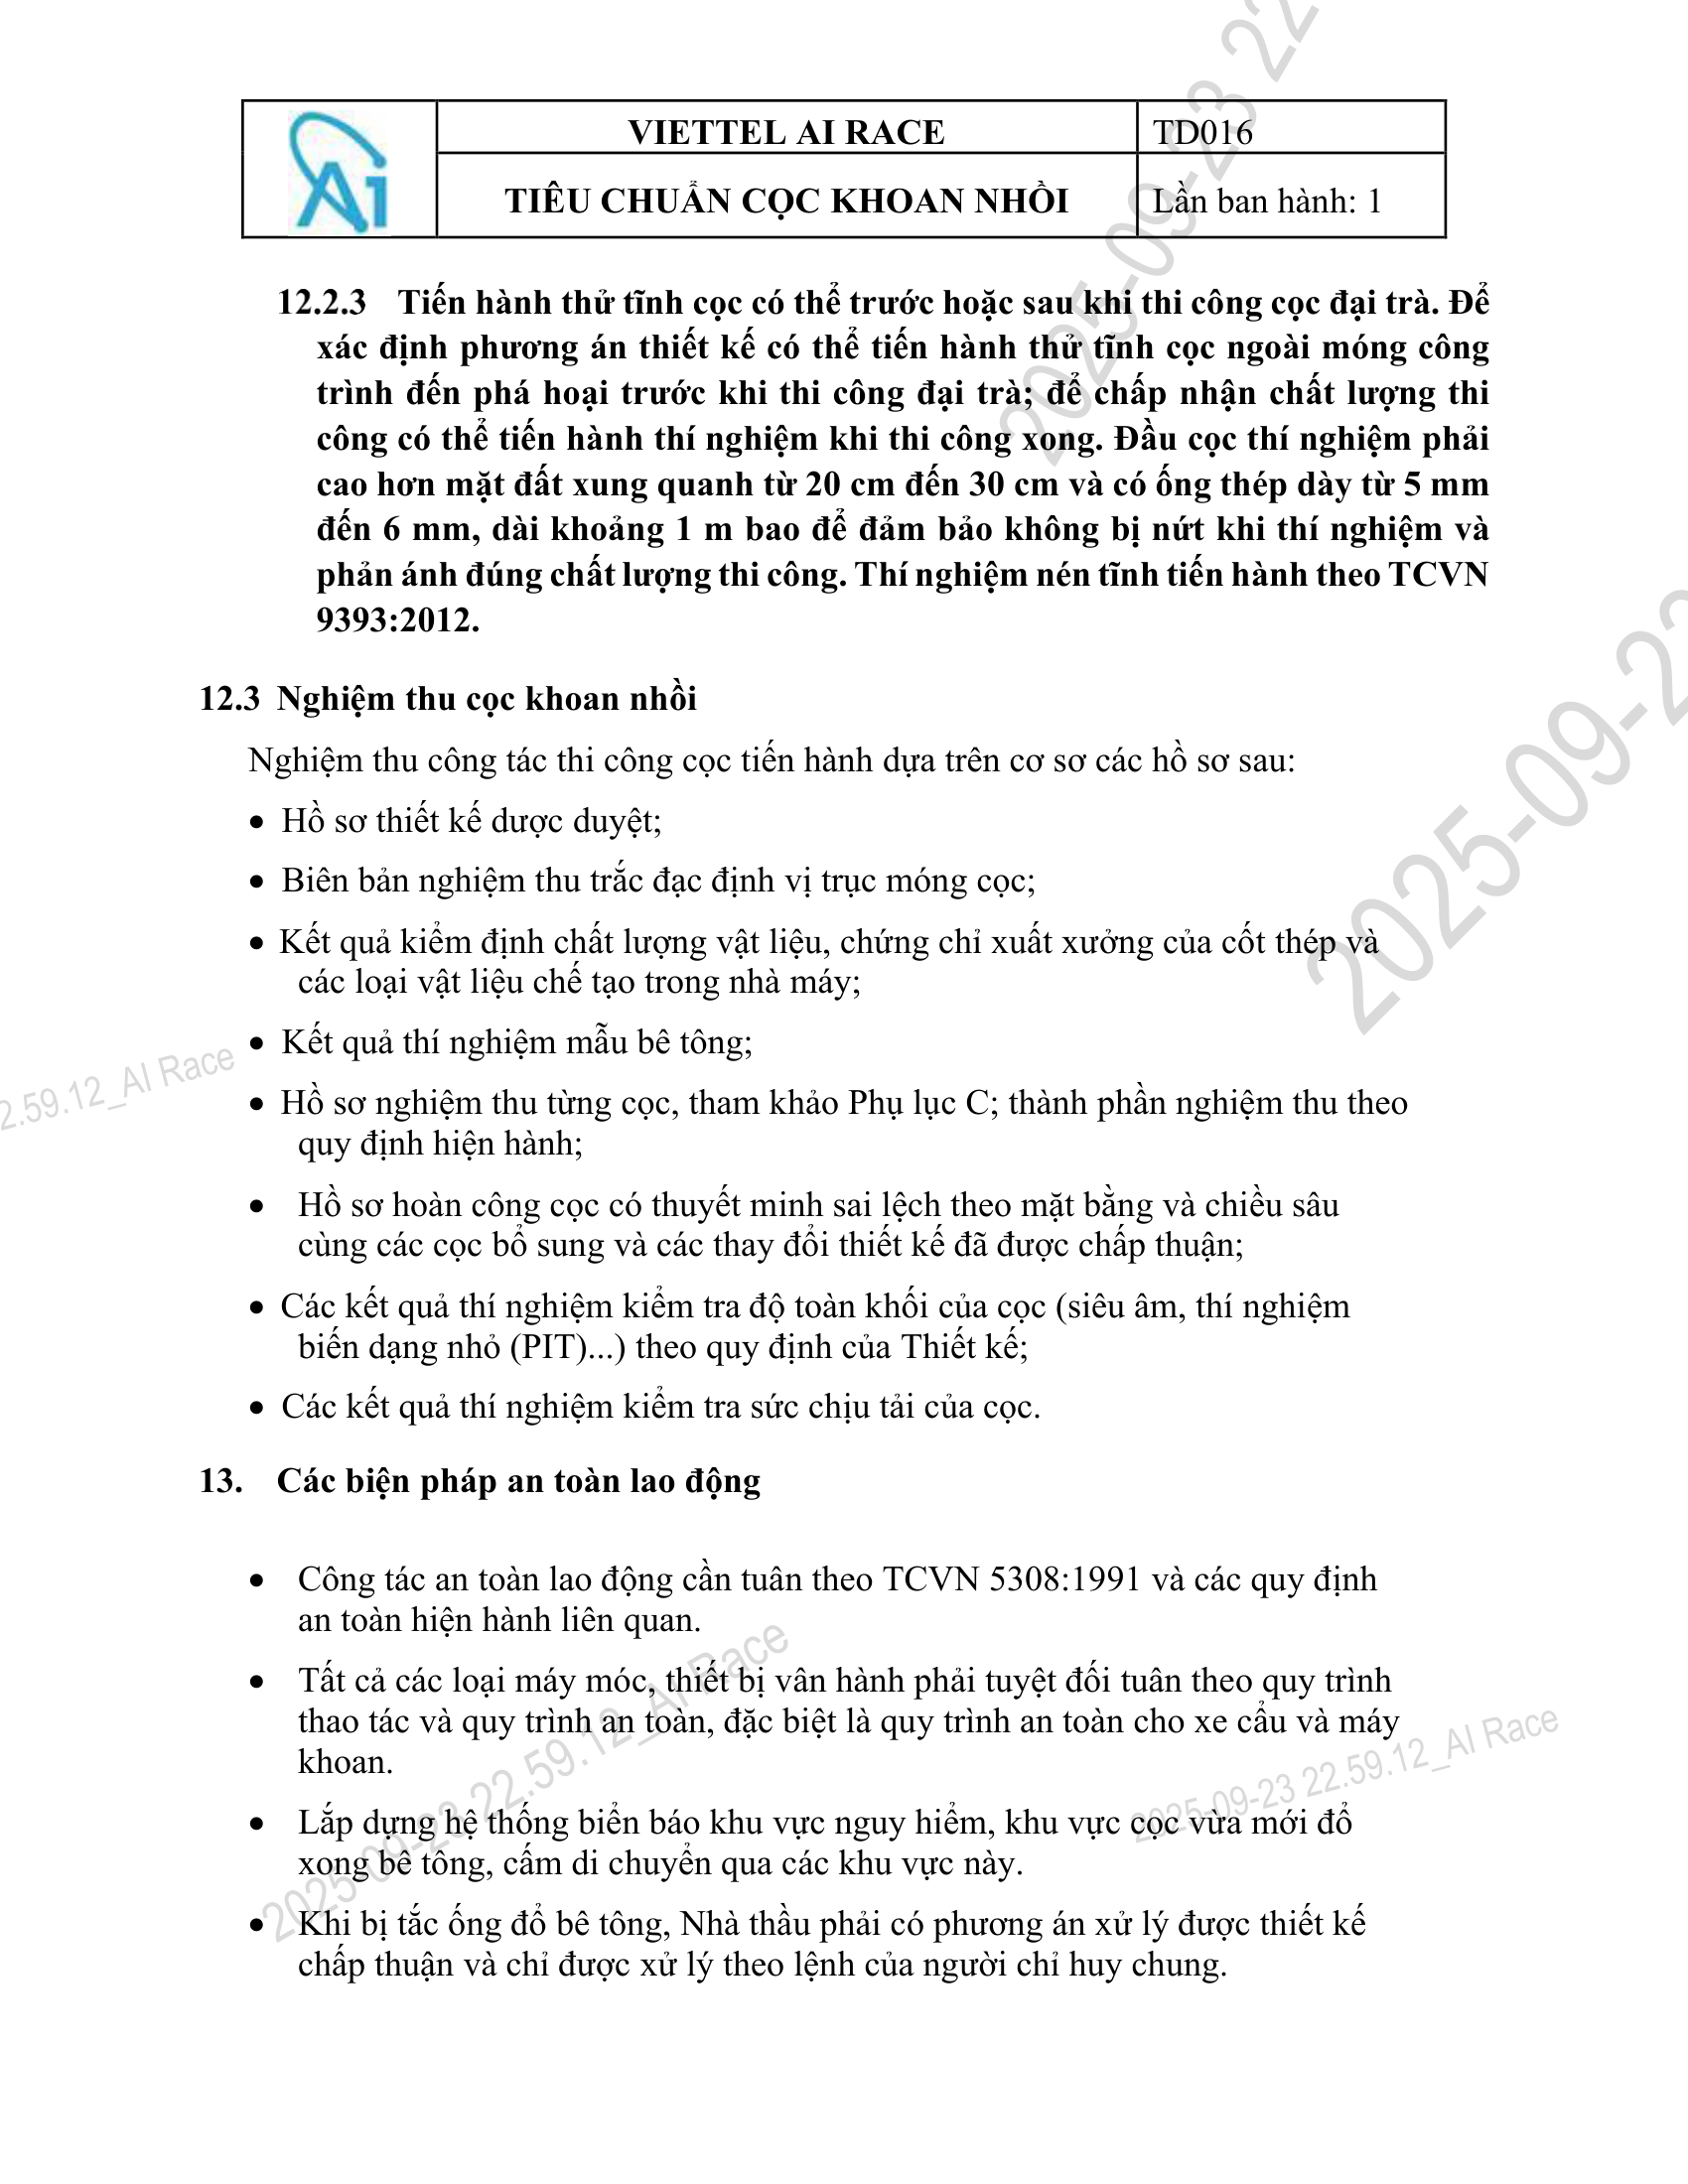 VIETTEL AI RACE
TD016
TIÊU CHUẨN CỌC KHOAN NHỒI
Lần ban hành: 1
12.2.3 Tiến hành thử tĩnh cọc có thể trước hoặc sau khi thi công cọc đại trà. Để
xác định phương án thiết kế có thể tiến hành thử tĩnh cọc ngoài móng công
trình đến phá hoại trước khi thi công đại trà; để chấp nhận chất lượng thi
công có thể tiến hành thí nghiệm khi thi công xong. Đầu cọc thí nghiệm phải
cao hơn mặt đất xung quanh từ 20 cm đến 30 cm và có ống thép dày từ 5 mm
đến 6 mm, dài khoảng 1 m bao để đảm bảo không bị nứt khi thí nghiệm và
phản ánh đúng chất lượng thi công. Thí nghiệm nén tĩnh tiến hành theo TCVN
9393:2012.
12.3 Nghiệm thu cọc khoan nhồi
Nghiệm thu công tác thi công cọc tiến hành dựa trên cơ sơ các hồ sơ sau:
• Hồ sơ thiết kế dược duyệt;
• Biên bản nghiệm thu trắc đạc định vị trục móng cọc;
• Kết quả kiểm định chất lượng vật liệu, chứng chỉ xuất xưởng của cốt thép và
các loại vật liệu chế tạo trong nhà máy;
• Kết quả thí nghiệm mẫu bê tông;
• Hồ sơ nghiệm thu từng cọc, tham khảo Phụ lục C; thành phần nghiệm thu theo
quy định hiện hành;
• Hồ sơ hoàn công cọc có thuyết minh sai lệch theo mặt bằng và chiều sâu
cùng các cọc bổ sung và các thay đổi thiết kế đã được chấp thuận;
• Các kết quả thí nghiệm kiểm tra độ toàn khối của cọc (siêu âm, thí nghiệm
biến dạng nhỏ (PIT)...) theo quy định của Thiết kế;
• Các kết quả thí nghiệm kiểm tra sức chịu tải của cọc.
13. Các biện pháp an toàn lao động
• Công tác an toàn lao động cần tuân theo TCVN 5308:1991 và các quy định
an toàn hiện hành liên quan.
• Tất cả các loại máy móc, thiết bị vân hành phải tuyệt đối tuân theo quy trình
thao tác và quy trình an toàn, đặc biệt là quy trình an toàn cho xe cẩu và máy
khoan.
• Lắp dựng hệ thống biển báo khu vực nguy hiểm, khu vực cọc vừa mới đổ
xong bê tông, cấm di chuyển qua các khu vực này.
• Khi bị tắc ống đổ bê tông, Nhà thầu phải có phương án xử lý được thiết kế
chấp thuận và chỉ được xử lý theo lệnh của người chỉ huy chung.
2025-09-23 22
2025-09-23
2.59.12_AI Race
2025-09-23 22.59.12_AI Race
2025-09-23 22.59.12_AI Race